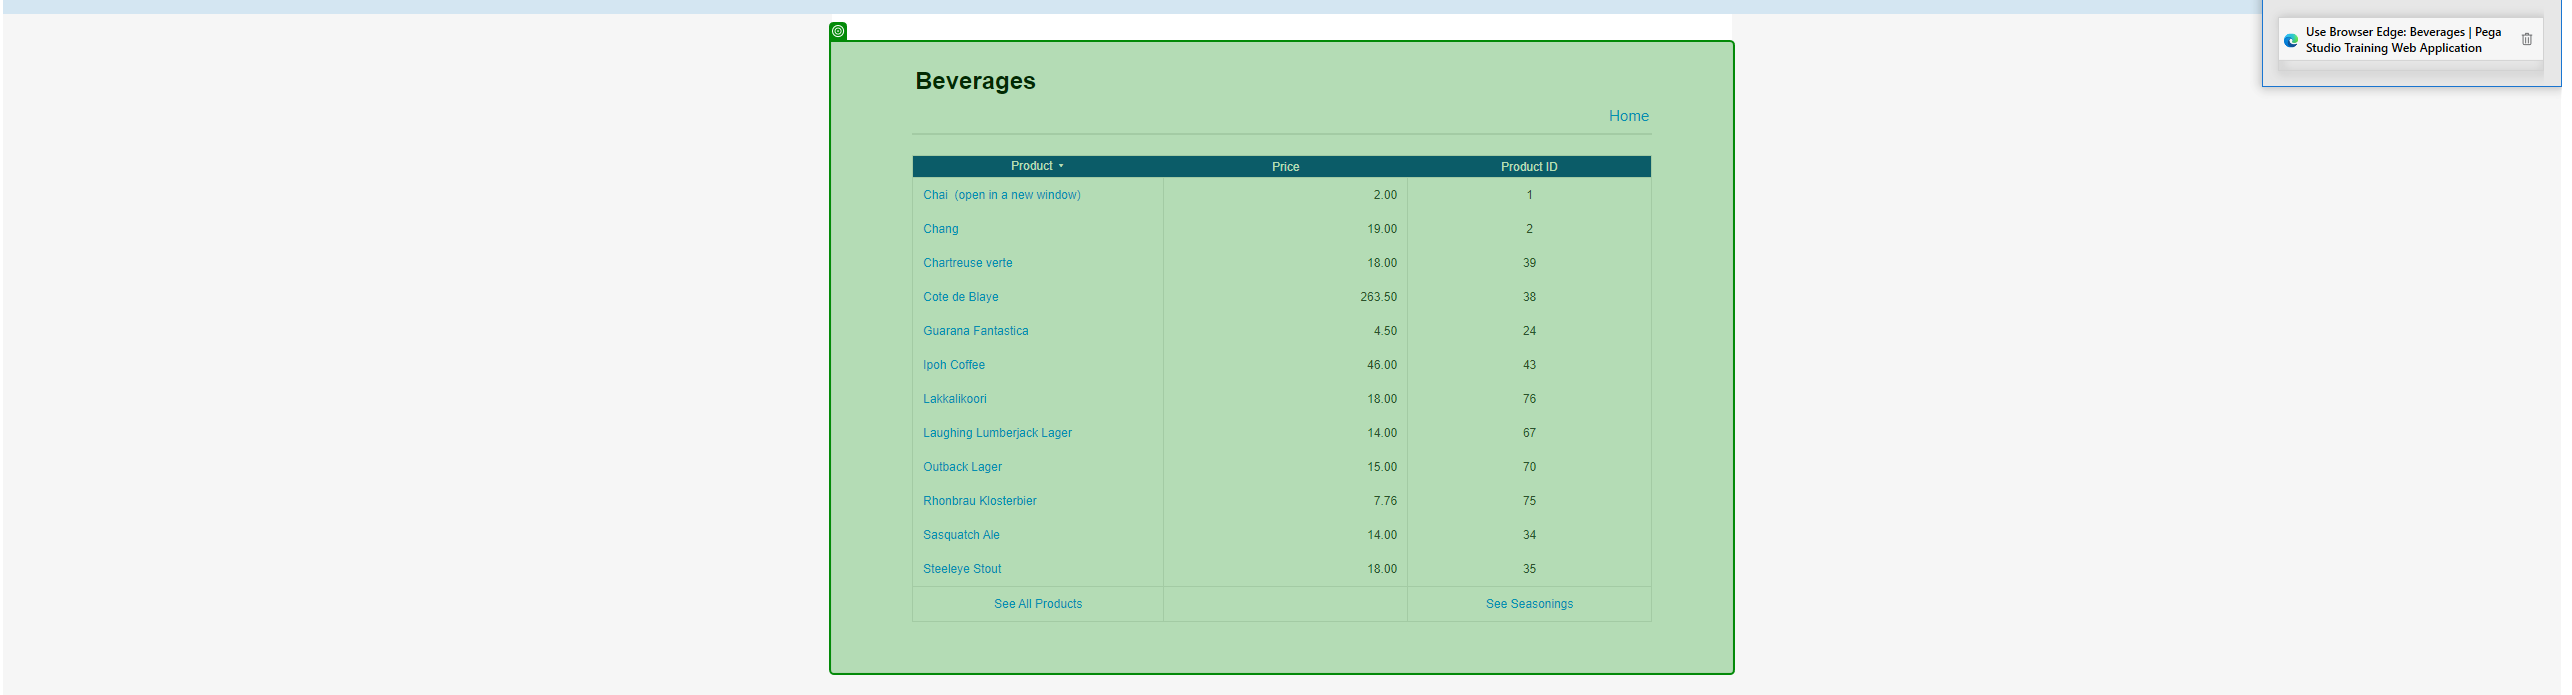 Use Browser Edge: Beverages | Pega
Studio Training Web Application
Beverages
Home
Product Price Product ID
Chai (open in a new window) 2.00 1
Chang 19.00 2
Chartreuse verte 18.00 39
Cote de Blaye 263.50 38
Guarana Fantastica 4.50 24
Ipoh Coffee 46.00 43
Lakkalikoori 18.00 76
Laughing Lumberjack Lager 14.00 67
Outback Lager 15.00 70
Rhonbrau Klosterbier 7.76 75
Sasquatch Ale 14.00 34
Steeleye Stout 18.00 35
See All Products See Seasonings